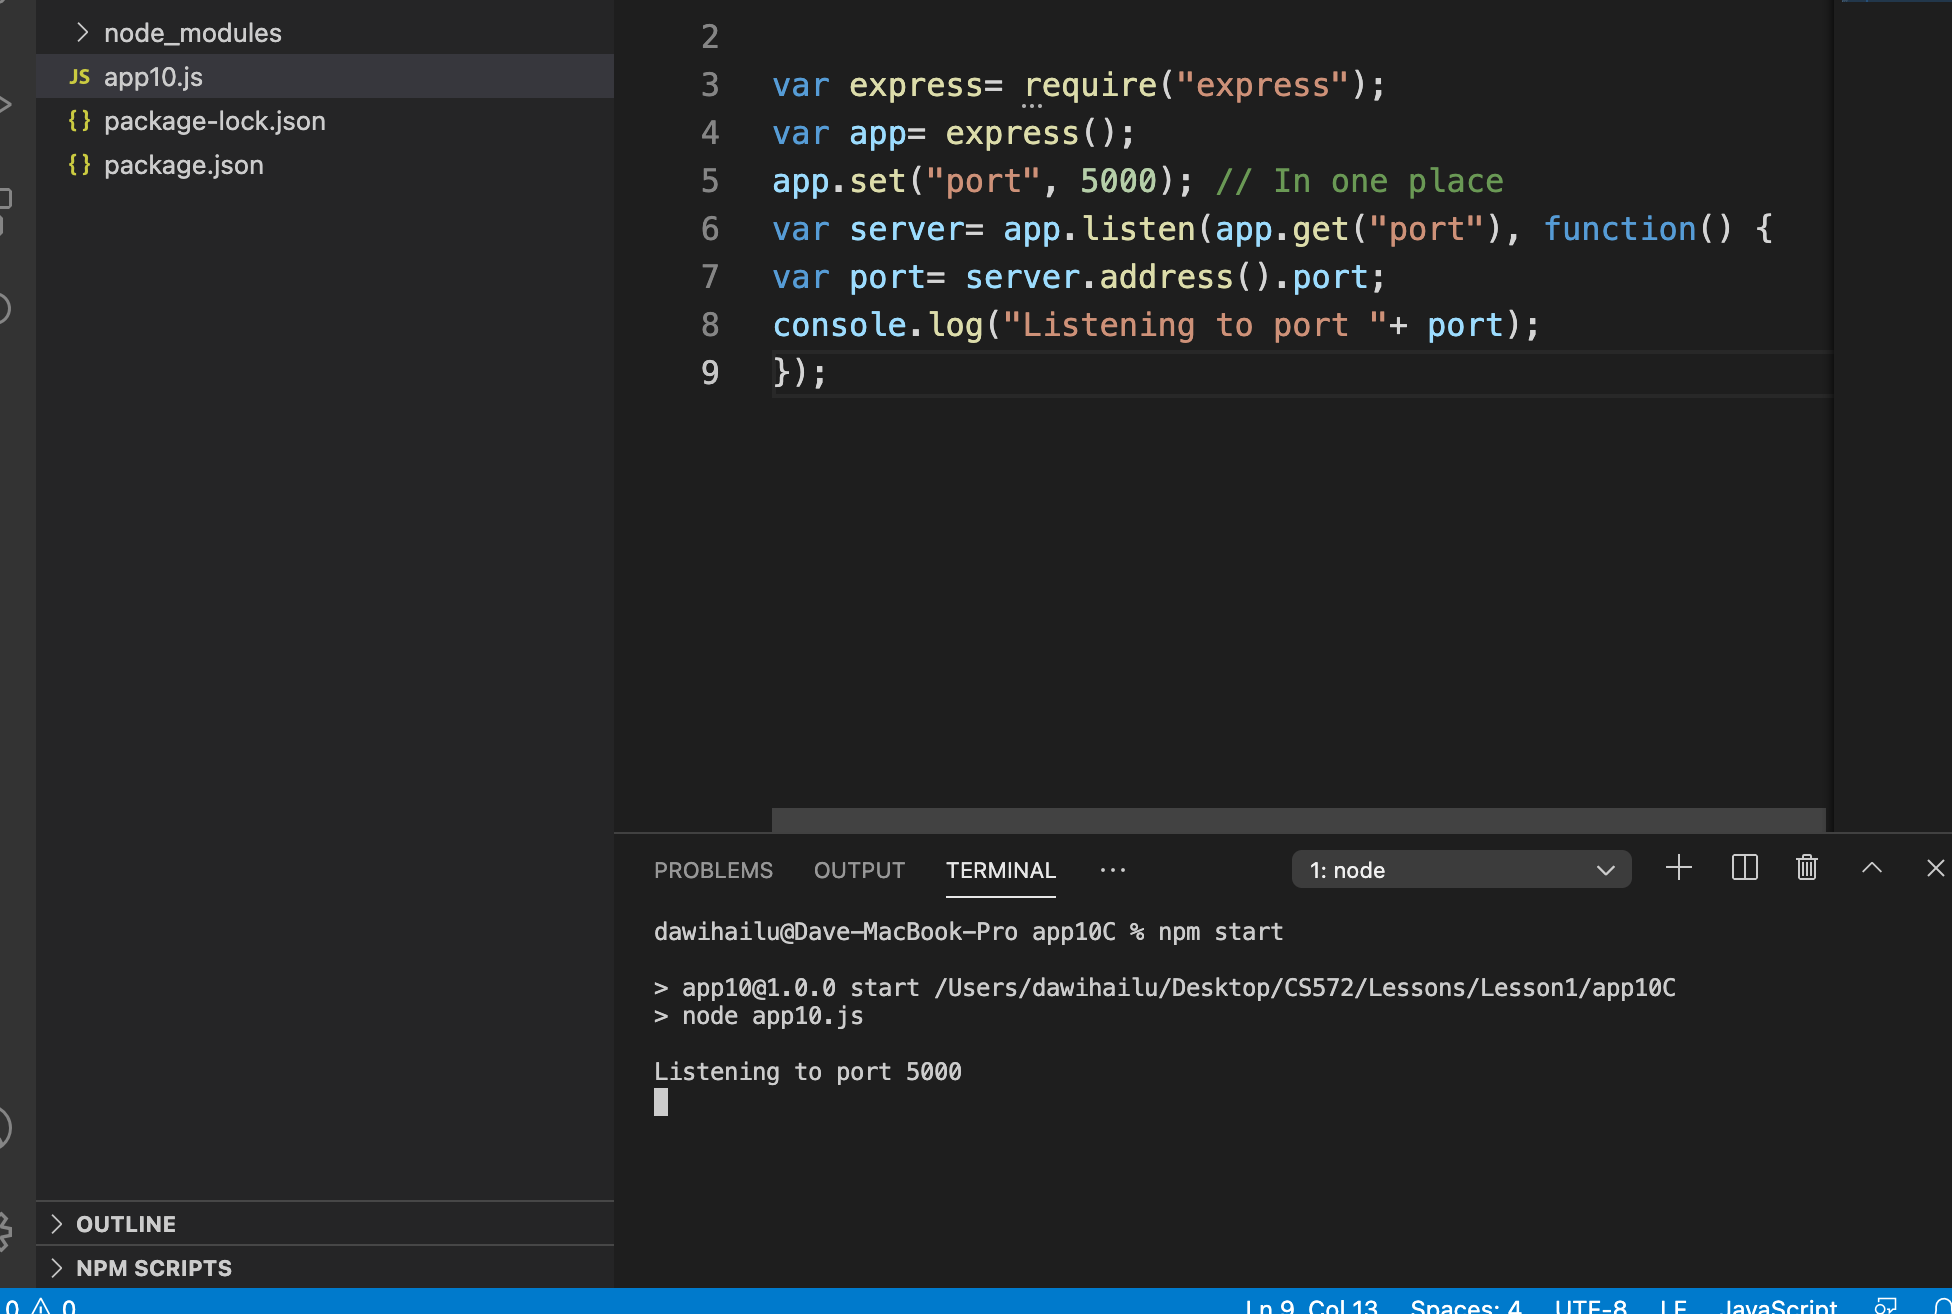 node_modules
JS app10.js
{} package-lock.json
{} package.json
OUTLINE
NPM SCRIPTS
2
3 var express= require("express");
4 var app= express();
5 app.set("port", 5000); // In one place
6 var server= app.listen(app.get("port"), function() {
7 var port= server.address().port;
8 console.log("Listening to port "+ port);
9 });
PROBLEMS OUTPUT TERMINAL ··· 1: node
dawihailu@Dave-MacBook-Pro app10C % npm start
> app10@1.0.0 start /Users/dawihailu/Desktop/CS572/Lessons/Lesson1/app10C
> node app10.js
Listening to port 5000
0 0 Ln 9, Col 13 Spaces: 4 UTF-8 LF JavaScript